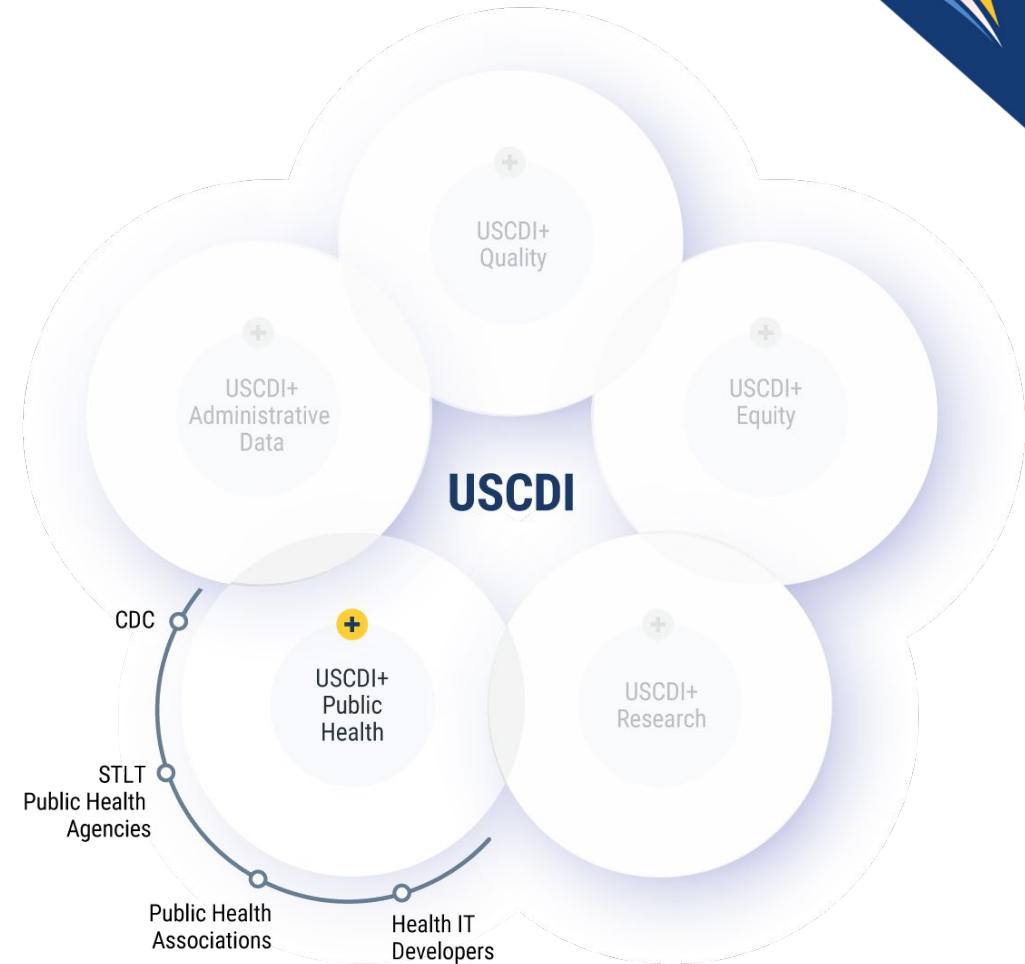 USCDI+
Quality
USCDI+
Administrative
Data
USCDI+
Equity
USCDI
CDC
USCDI+
Public
Health
USCDI+
Research
STLT
Public Health
Agencies
Public Health
Associations
Health IT
Developers